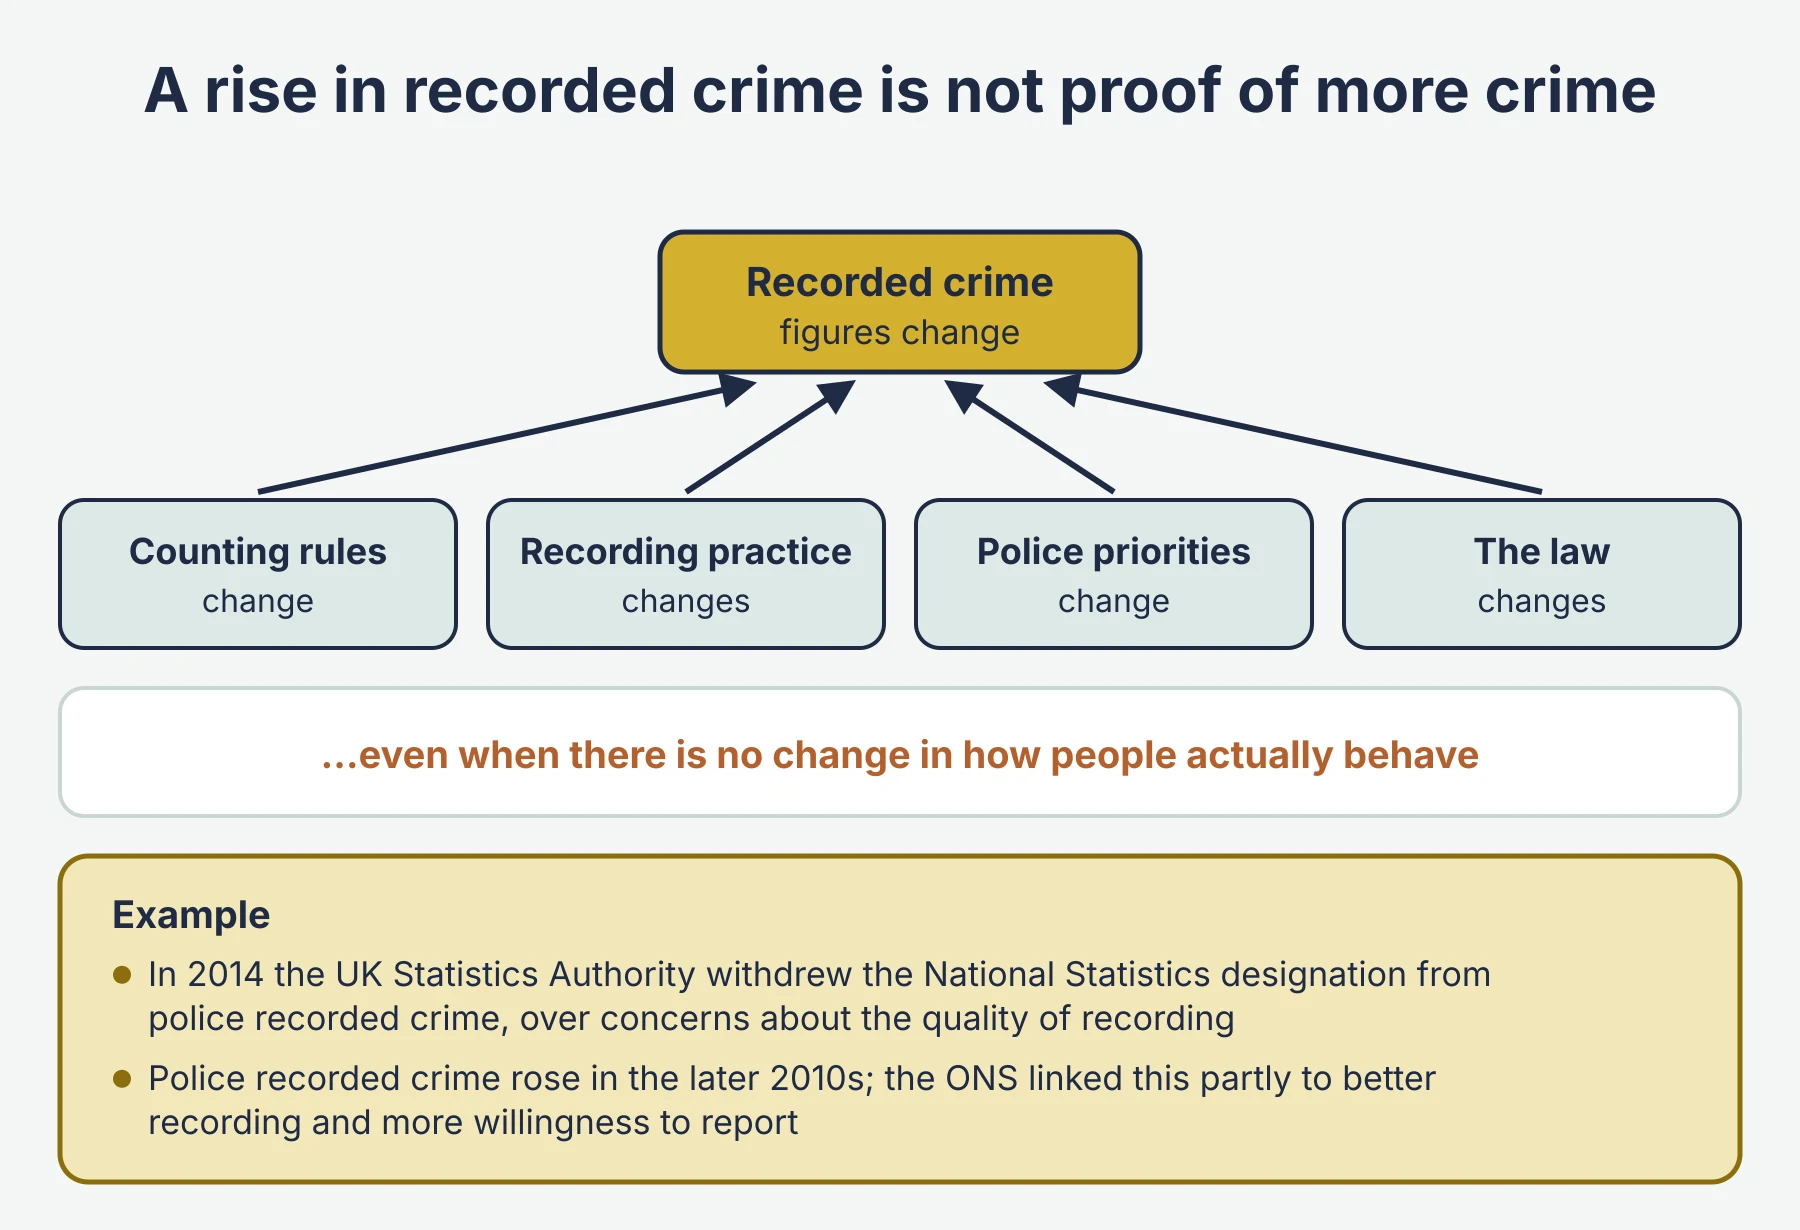 A rise in recorded crime is not proof of more crime
Recorded crime
figures change
Counting rules
change
Recording practice
changes
Police priorities
change
The law
changes
...even when there is no change in how people actually behave
Example
● In 2014 the UK Statistics Authority withdrew the National Statistics designation from
police recorded crime, over concerns about the quality of recording
● Police recorded crime rose in the later 2010s; the ONS linked this partly to better
recording and more willingness to report